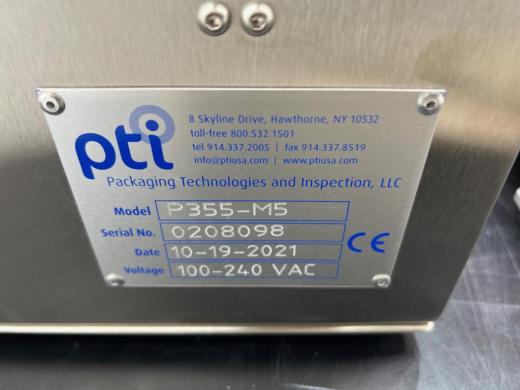 pti
8 Skyline Drive, Hawthorne, NY 10532
toll-free 800.532.1501
tel 914.337.2005 | fax 914.337.8519
info@ptiusa.com | www.ptiusa.com
Packaging Technologies and Inspection, LLC
Model P355-M5
Serial No. 0208098
Date 10-19-2021
CE
Voltage 100-240 VAC